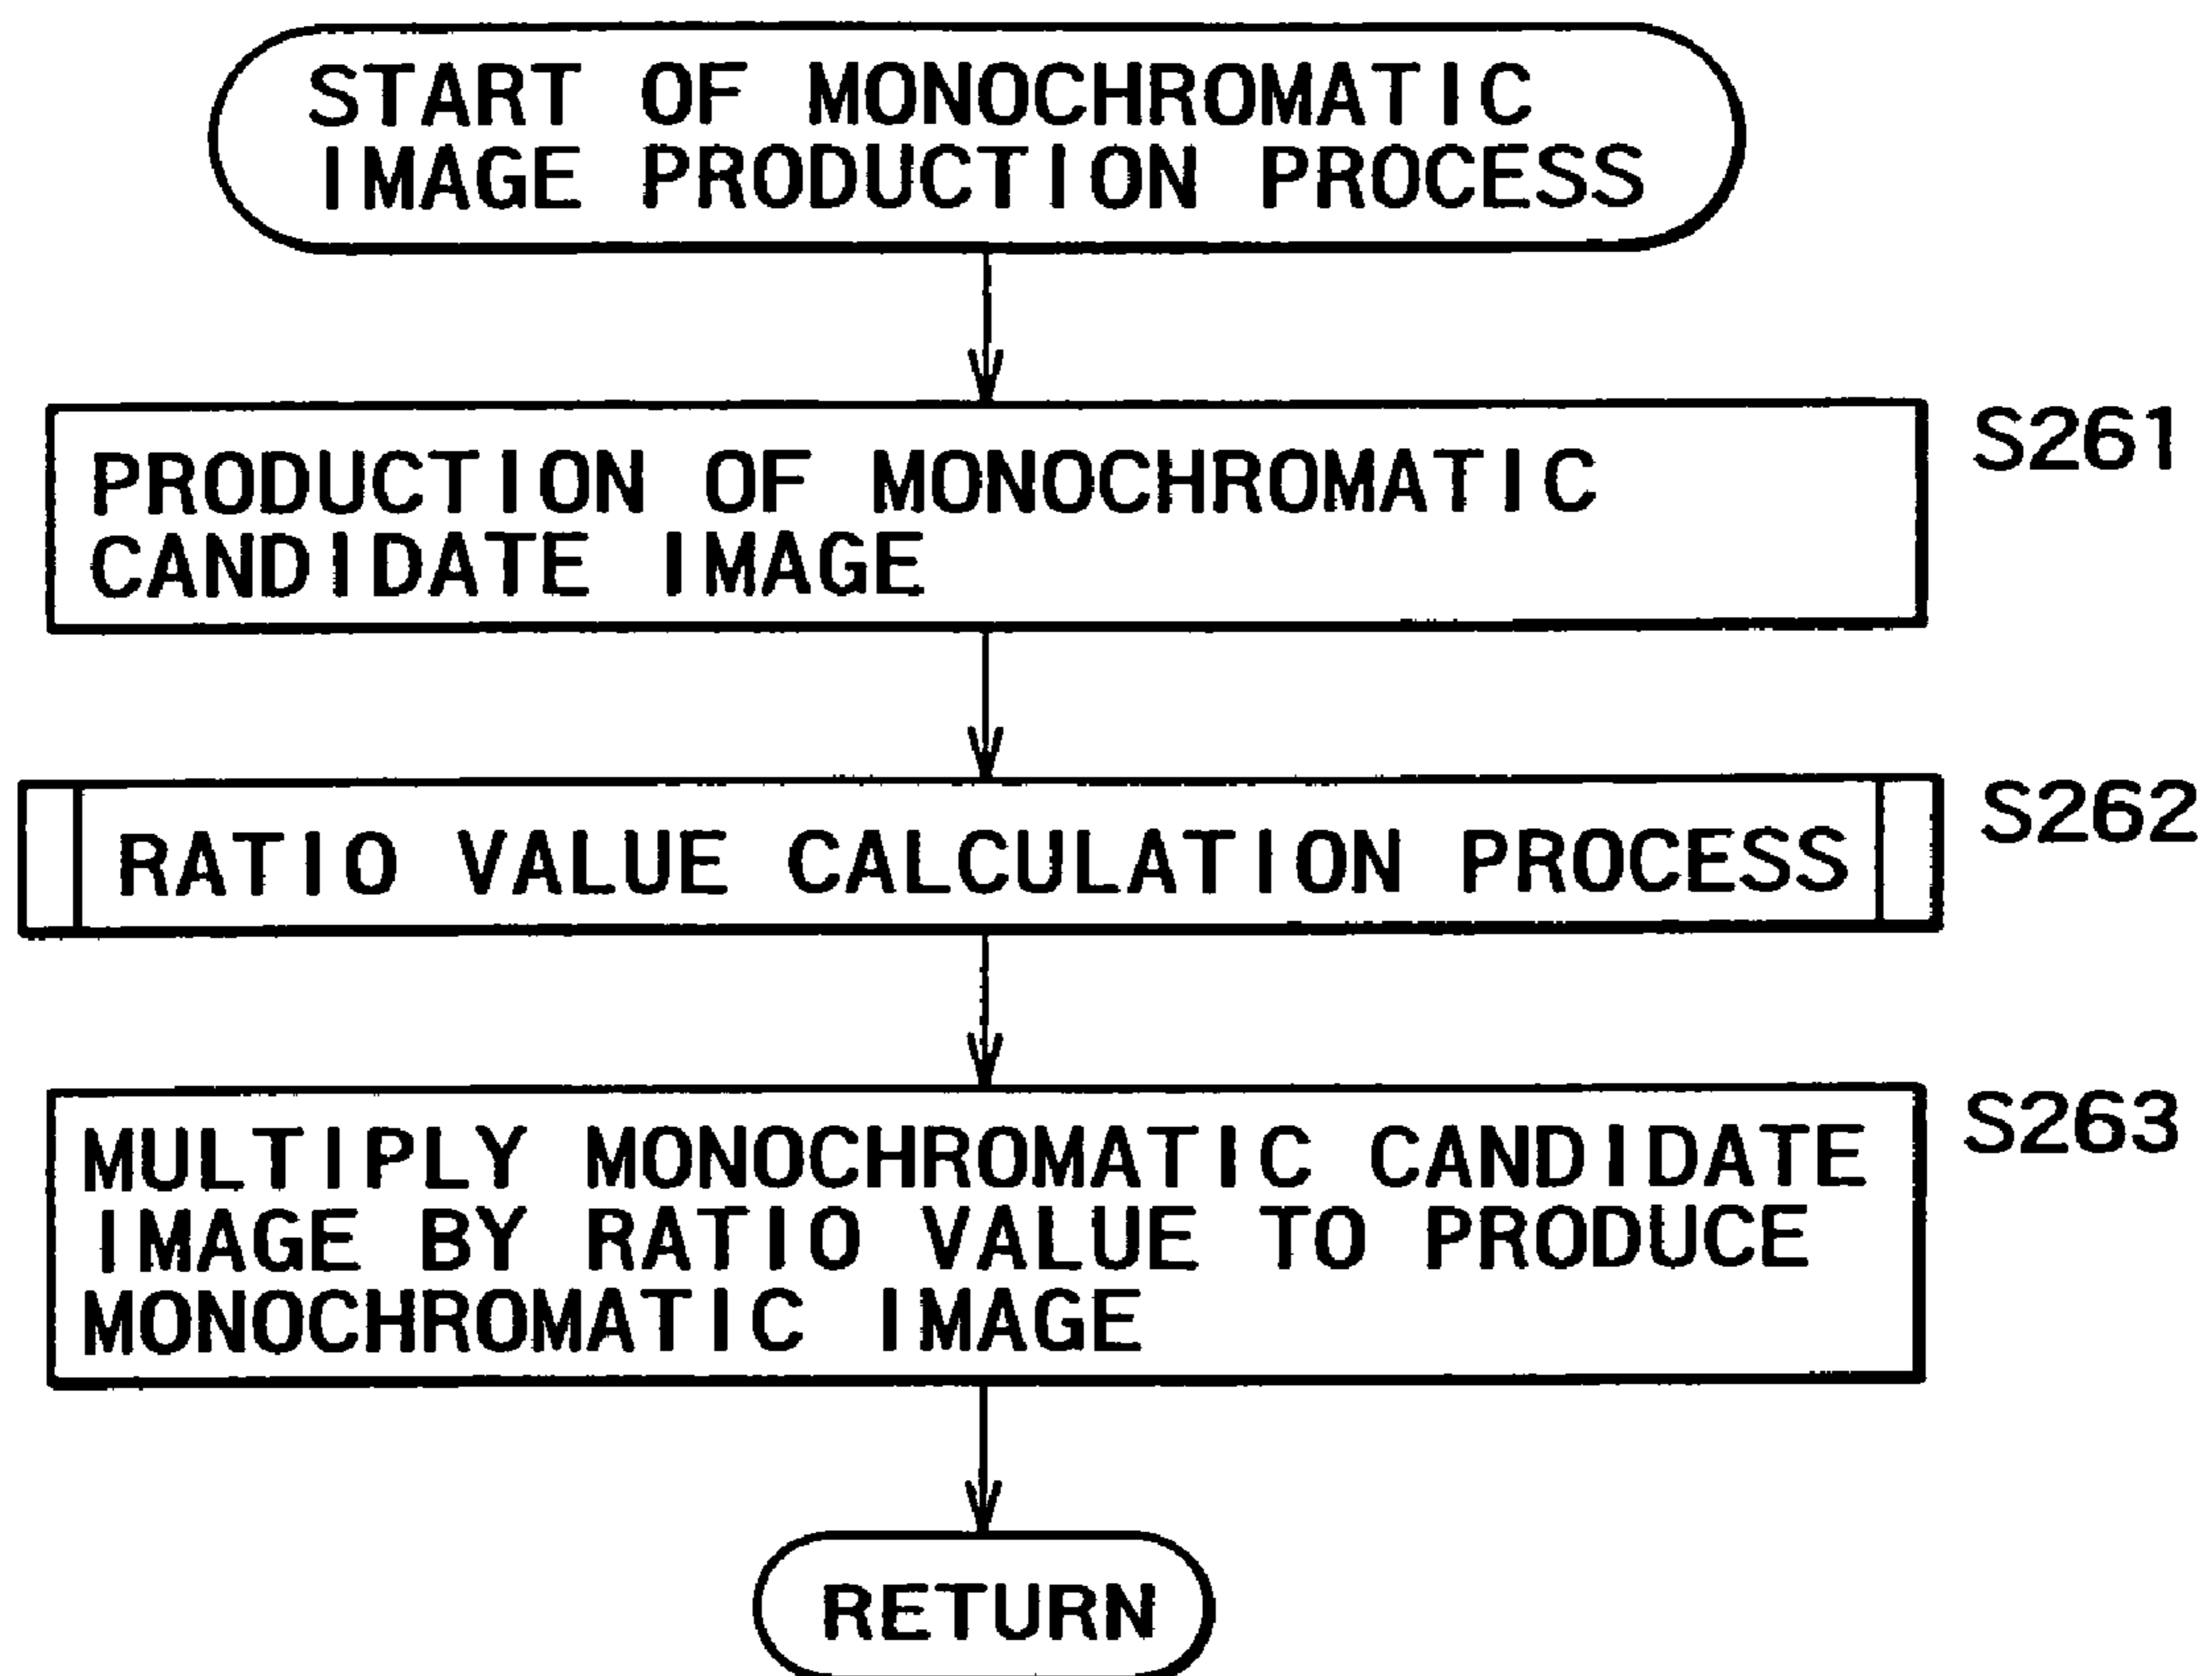 START OF MONOCHROMATIC
IMAGE PRODUCTION PROCESS
PRODUCTION OF MONOCHROMATIC
CANDIDATE IMAGE
S261
RATIO VALUE CALCULATION PROCESS
S262
MULTIPLY MONOCHROMATIC CANDIDATE
IMAGE BY RATIO VALUE TO PRODUCE
MONOCHROMATIC IMAGE
S263
RETURN